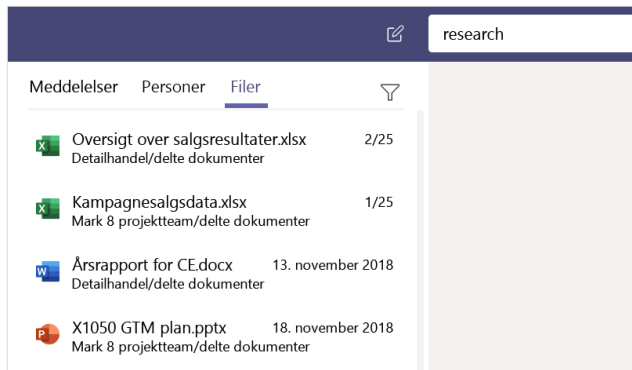 research
Meddelelser Personer Filer
Oversigt over salgsresultater.xlsx 2/25
Detailhandel/delte dokumenter
Kampagnesalgsdata.xlsx 1/25
Mark 8 projektteam/delte dokumenter
Årsrapport for CE.docx 13. november 2018
Detailhandel/delte dokumenter
X1050 GTM plan.pptx 18. november 2018
Mark 8 projektteam/delte dokumenter